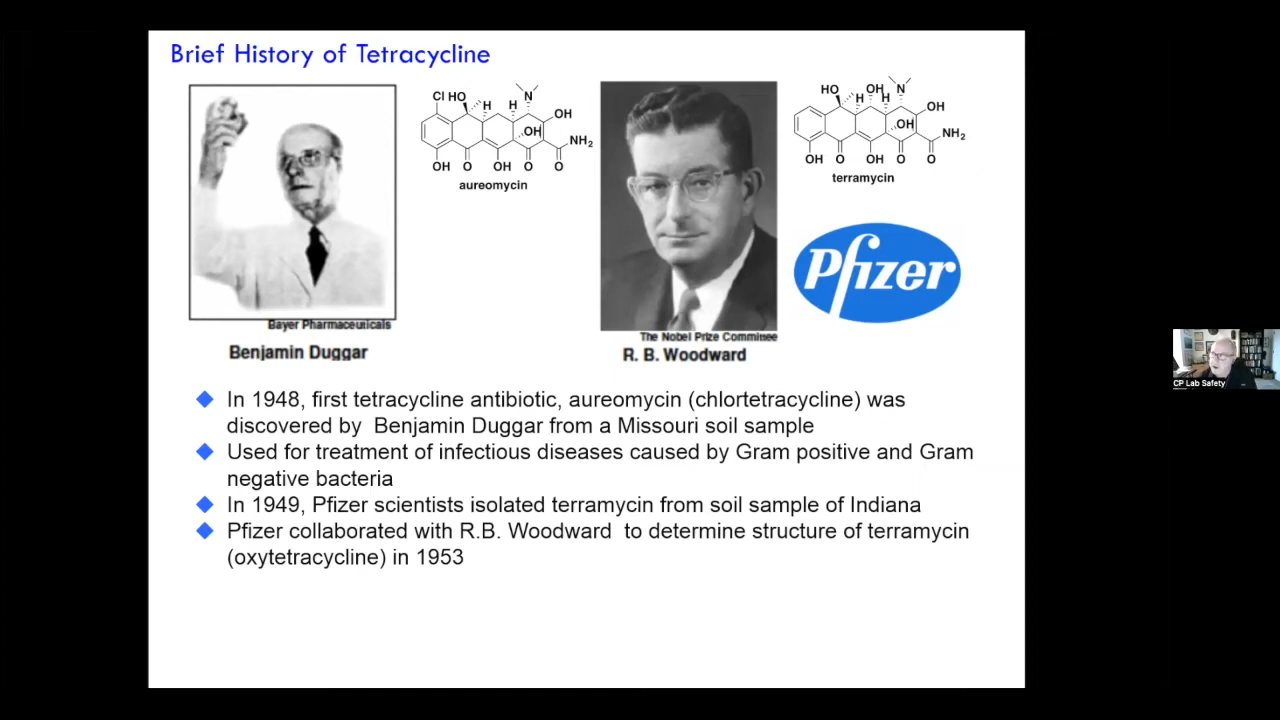 Brief History of Tetracycline
Cl HO H H N OH
OH
NH₂
OH O OH O O
aureomycin
HO H OH H N OH
OH
NH₂
OH O OH O O
terramycin
Pfizer
Bayer Pharmaceuticals
Benjamin Duggar
The Nobel Prize Committee
R. B. Woodward
CP Lab Safety
In 1948, first tetracycline antibiotic, aureomycin (chlortetracycline) was
discovered by Benjamin Duggar from a Missouri soil sample
Used for treatment of infectious diseases caused by Gram positive and Gram
negative bacteria
In 1949, Pfizer scientists isolated terramycin from soil sample of Indiana
Pfizer collaborated with R.B. Woodward to determine structure of terramycin
(oxytetracycline) in 1953